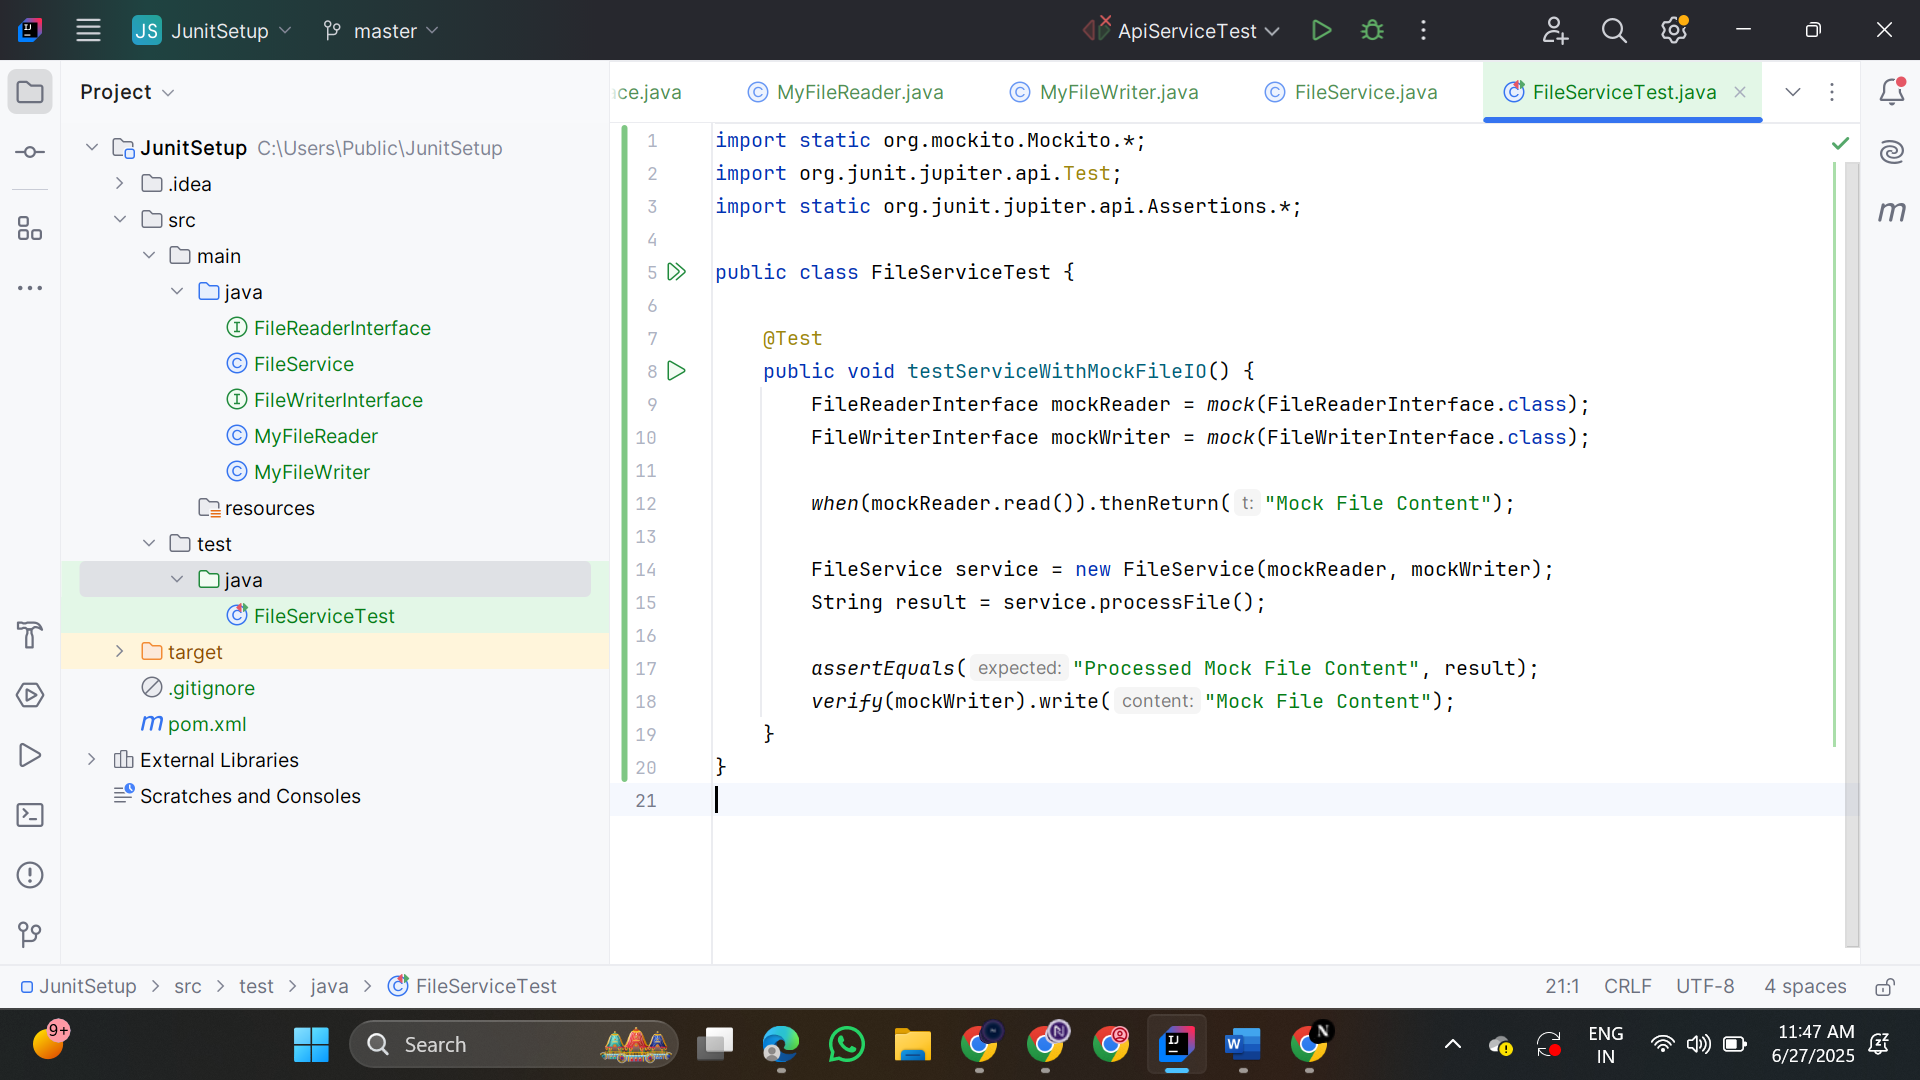 JS JunitSetup master ApiServiceTest
Project
ce.java MyFileReader.java MyFileWriter.java FileService.java FileServiceTest.java
JunitSetup C:\Users\Public\JunitSetup
.idea
src
main
java
FileReaderInterface
FileService
FileWriterInterface
MyFileReader
MyFileWriter
resources
test
java
FileServiceTest
target
.gitignore
m pom.xml
External Libraries
Scratches and Consoles
1 import static org.mockito.Mockito.*;
2 import org.junit.jupiter.api.Test;
3 import static org.junit.jupiter.api.Assertions.*;
4
5 public class FileServiceTest {
6
7 @Test
8 public void testServiceWithMockFileIO() {
9 FileReaderInterface mockReader = mock(FileReaderInterface.class);
10 FileWriterInterface mockWriter = mock(FileWriterInterface.class);
11
12 when(mockReader.read()).thenReturn( t: "Mock File Content");
13
14 FileService service = new FileService(mockReader, mockWriter);
15 String result = service.processFile();
16
17 assertEquals( expected: "Processed Mock File Content", result);
18 verify(mockWriter).write( content: "Mock File Content");
19 }
20 }
21
m
JunitSetup > src > test > java > FileServiceTest 21:1 CRLF UTF-8 4 spaces
9+ Search ENG IN 11:47 AM
6/27/2025